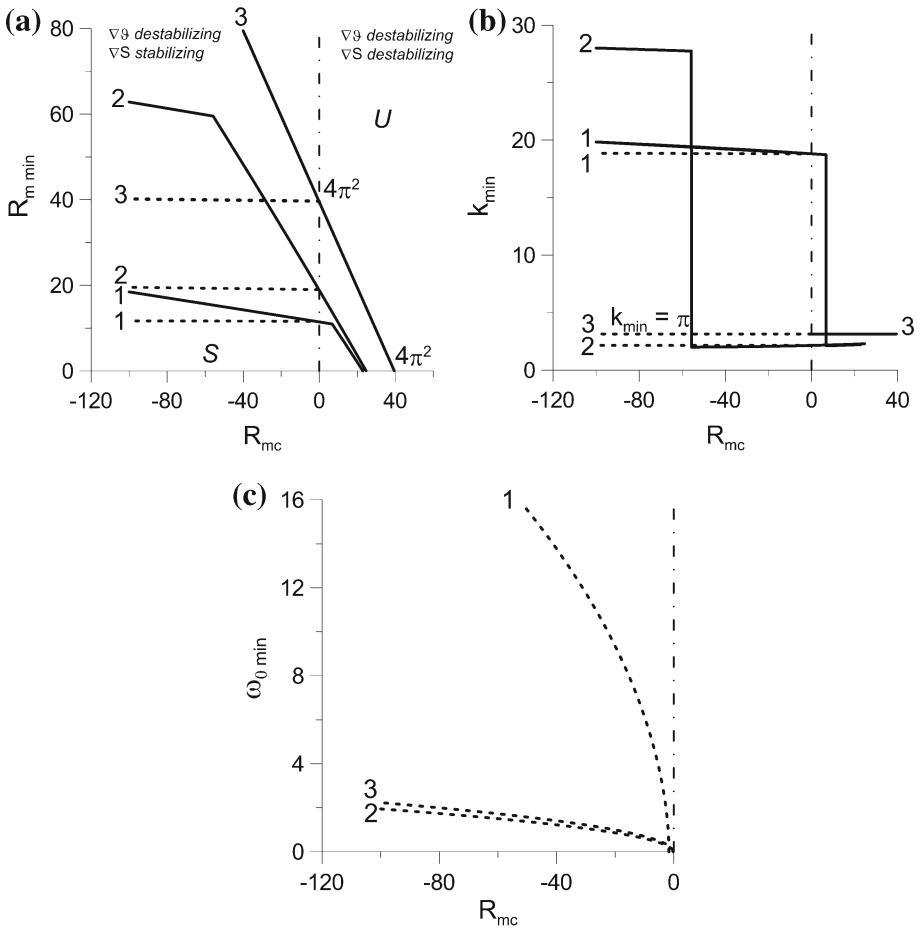 (a)
∇ϑ destabilizing
∇S stabilizing
∇ϑ destabilizing
∇S destabilizing
80
60
40
20
0
R_m min
3
2
3
2
1
1
U
S
4π²
4π²
-120 -80 -40 0 40
R_mc
(b)
30
20
10
0
k_min
2
1
1
3 k_min = π
2
3
-120 -80 -40 0 40
R_mc
(c)
16
12
8
4
0
ω_0 min
1
3
2
-120 -80 -40 0
R_mc